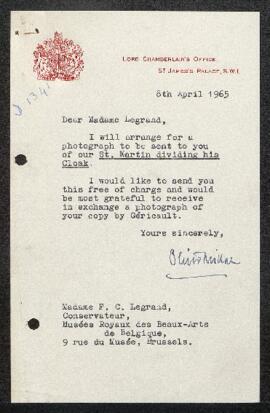 LORD CHAMBERLAIN'S OFFICE,
ST JAMES'S PALACE, S.W.1.
8th April 1965
Dear Madame Legrand,
I will arrange for a
photograph to be sent to you
of our St. Martin dividing his
Cloak.
I would like to send you
this free of charge and would
be most grateful to receive
in exchange a photograph of
your copy by Géricault.
Yours sincerely,
Oliver Millar
Madame F. C. Legrand,
Conservateur,
Musées Royaux des Beaux-Arts
de Belgique,
9 rue du Musée, Brussels.